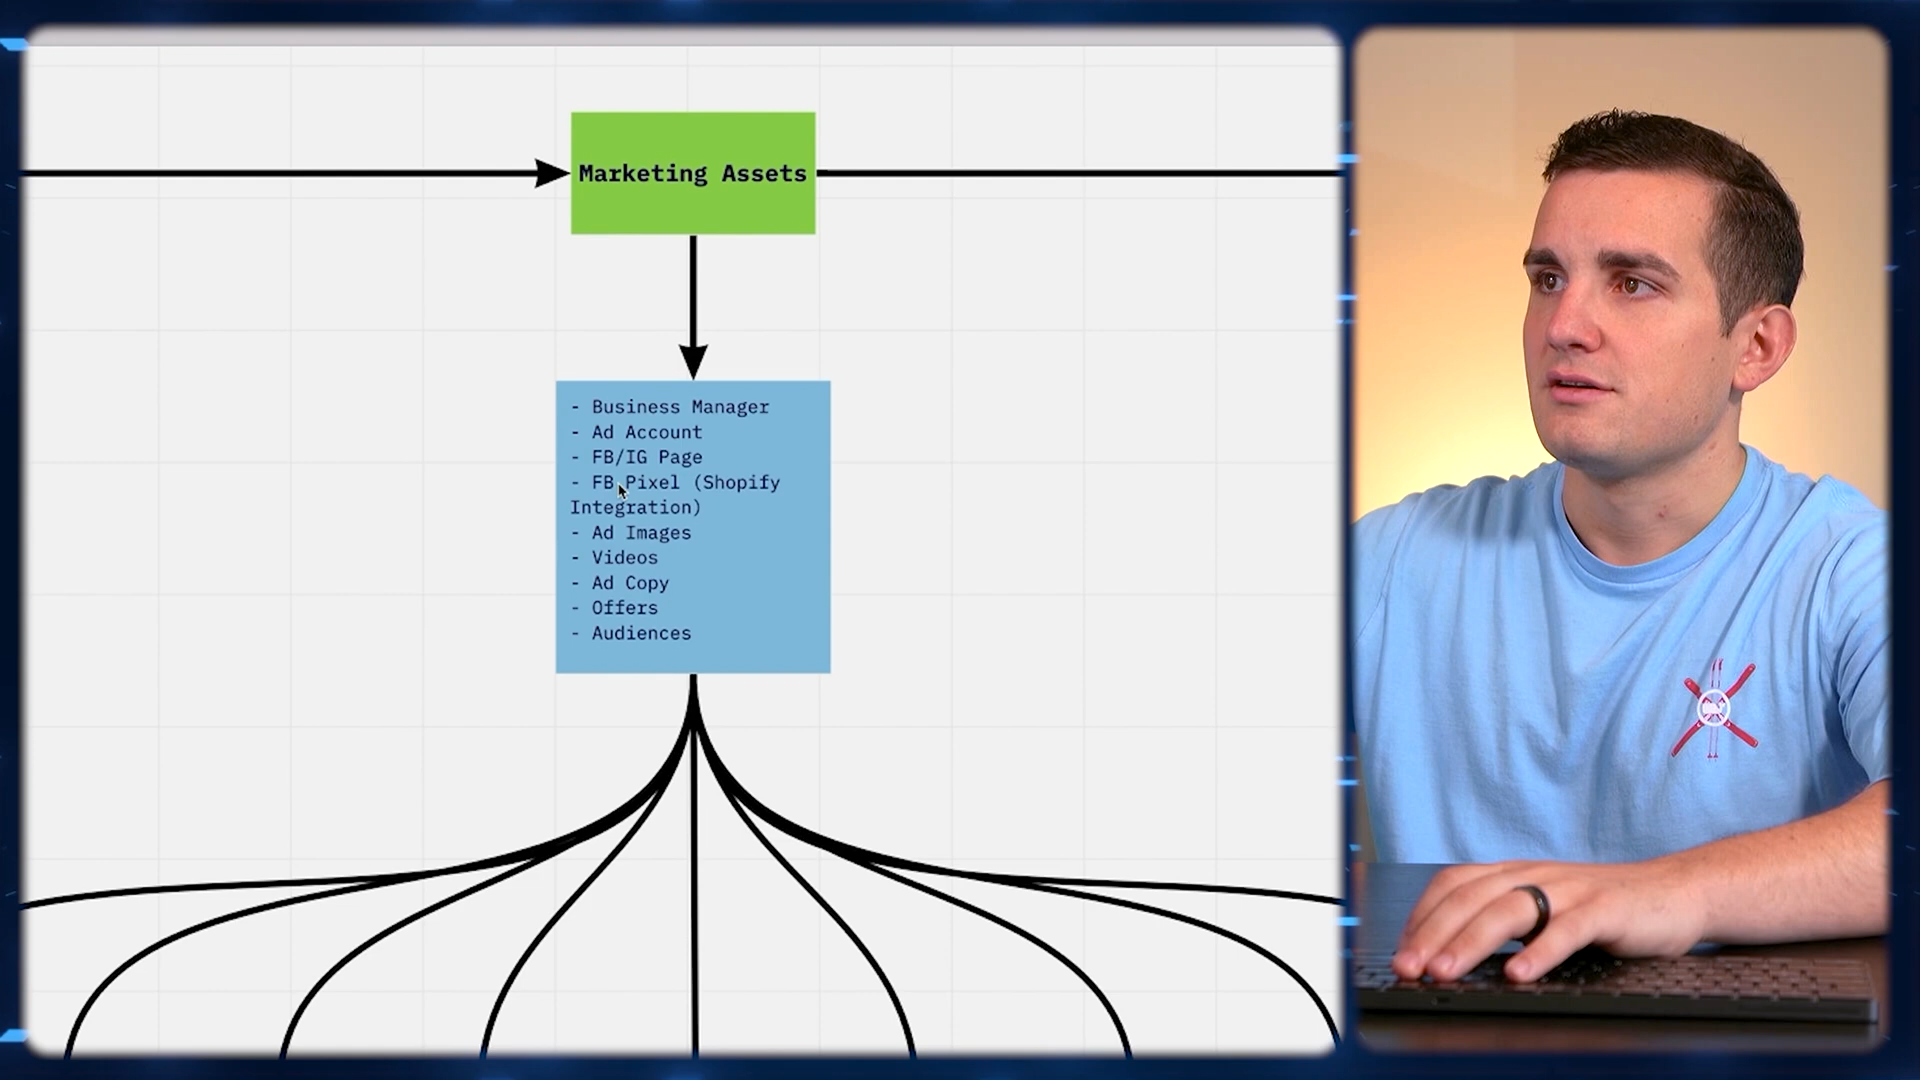 Marketing Assets
- Business Manager
- Ad Account
- FB/IG Page
- FB Pixel (Shopify
Integration)
- Ad Images
- Videos
- Ad Copy
- Offers
- Audiences